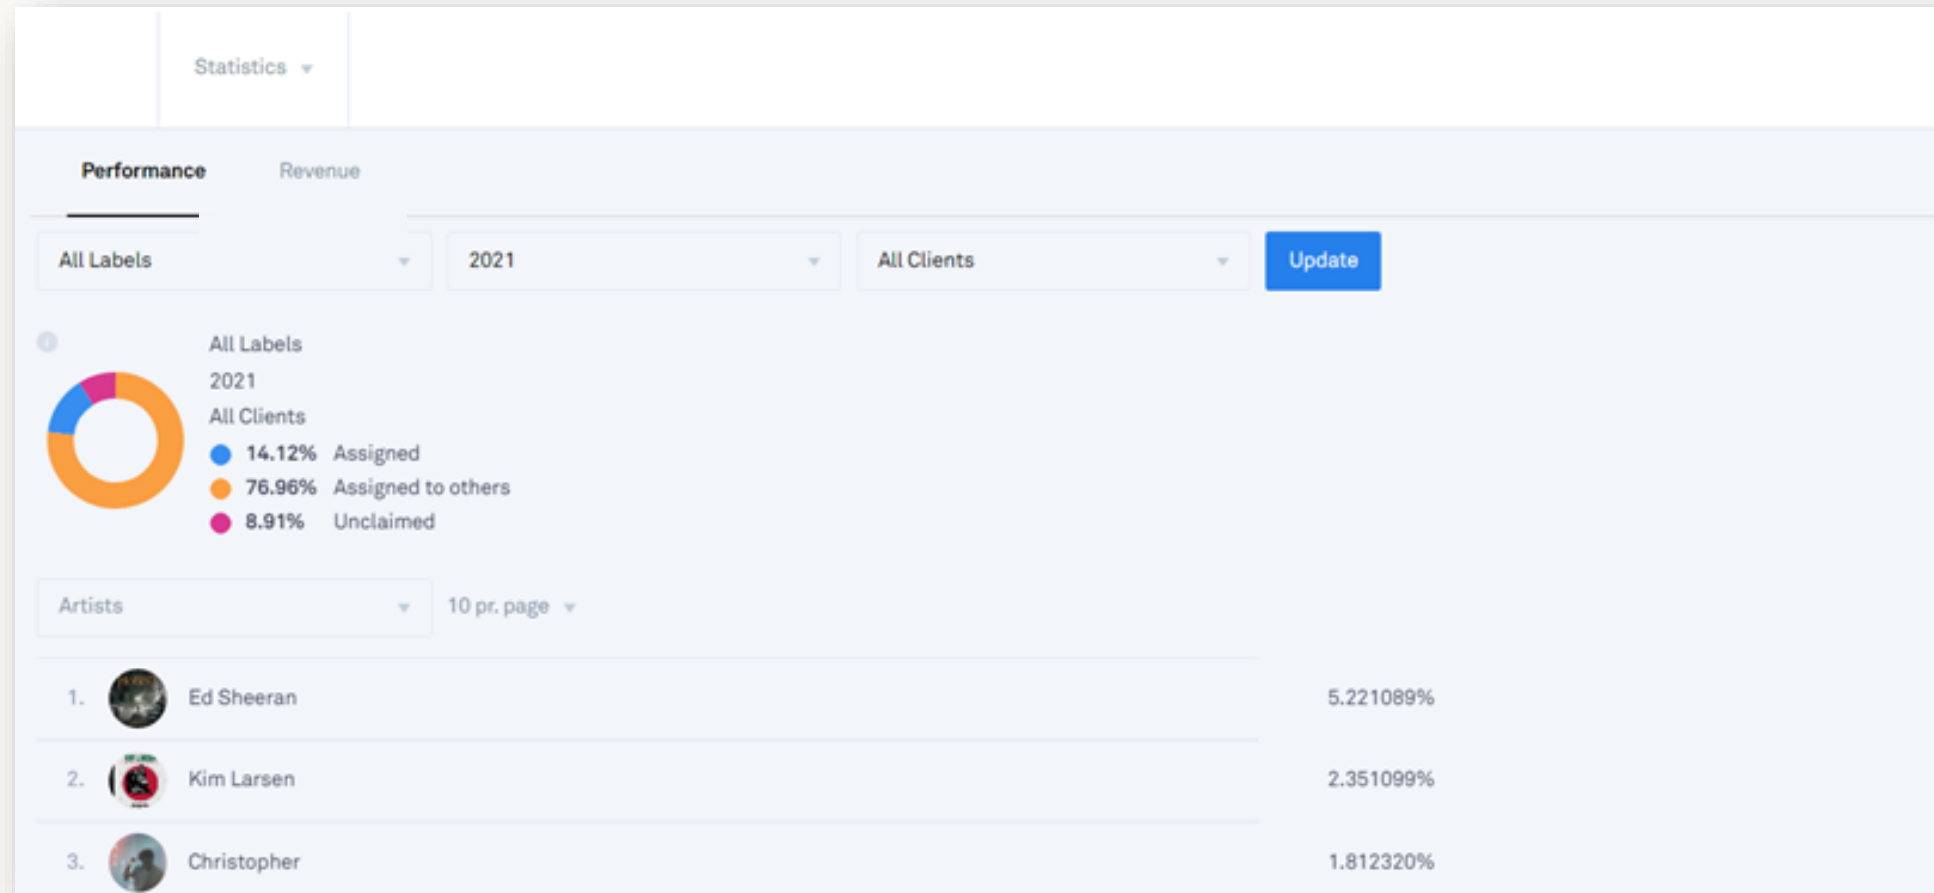 Statistics
Performance Revenue
All Labels 2021 All Clients Update
All Labels
2021
All Clients
14.12% Assigned
76.96% Assigned to others
8.91% Unclaimed
Artists 10 pr. page
1. Ed Sheeran 5.221089%
2. Kim Larsen 2.351099%
3. Christopher 1.812320%